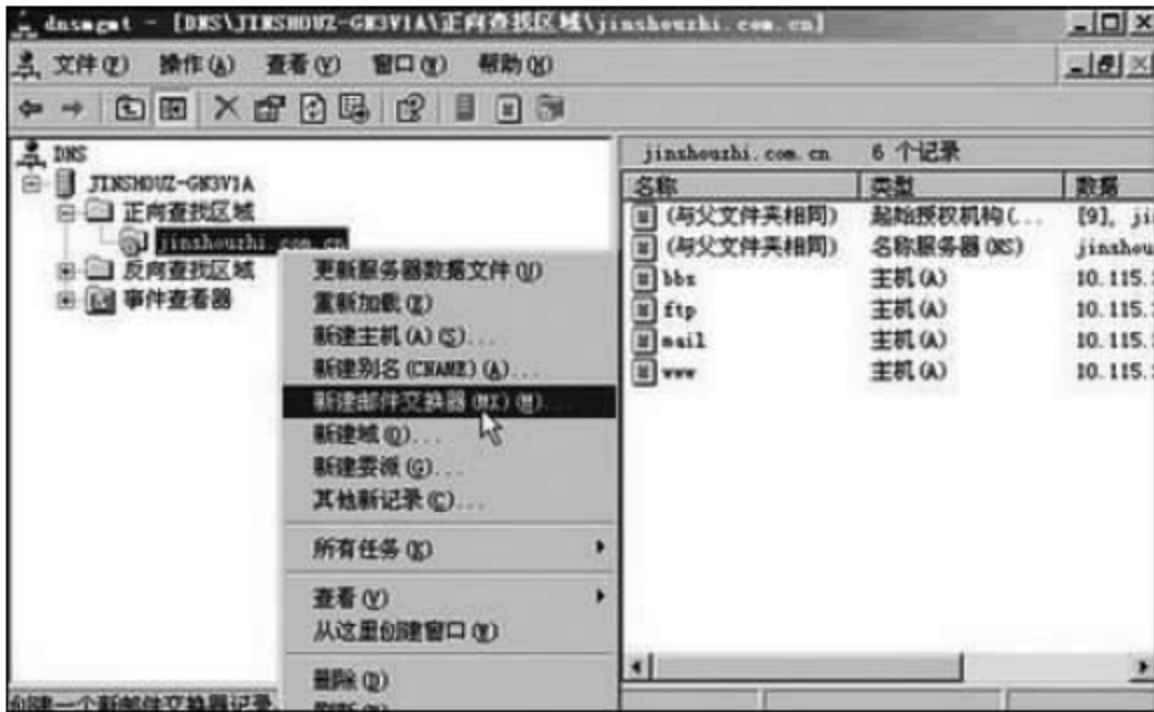 dnsmgmt - [DNS\JINSHOUZ-GN3V1A\正向查找区域\jinshouzhi.com.cn]
文件(F) 操作(A) 查看(V) 窗口(W) 帮助(H)
DNS
JINSHOUZ-GN3V1A
正向查找区域
jinshouzhi.com.cn
反向查找区域
事件查看器
更新服务器数据文件(U)
重新加载(E)
新建主机(A)(S)...
新建别名(CNAME)(A)...
新建邮件交换器(MX)(M)...
新建域(O)...
新建委派(G)...
其他新记录(C)...
所有任务(K)
查看(V)
从这里创建窗口(W)
删除(D)
刷新
jinshouzhi.com.cn 6 个记录
名称 类型 数据
(与父文件夹相同) 起始授权机构(... [9], ji
(与父文件夹相同) 名称服务器(NS) jinshou
bbs 主机(A) 10.115.
ftp 主机(A) 10.115.
mail 主机(A) 10.115.
www 主机(A) 10.115.
创建一个新邮件交换器记录.